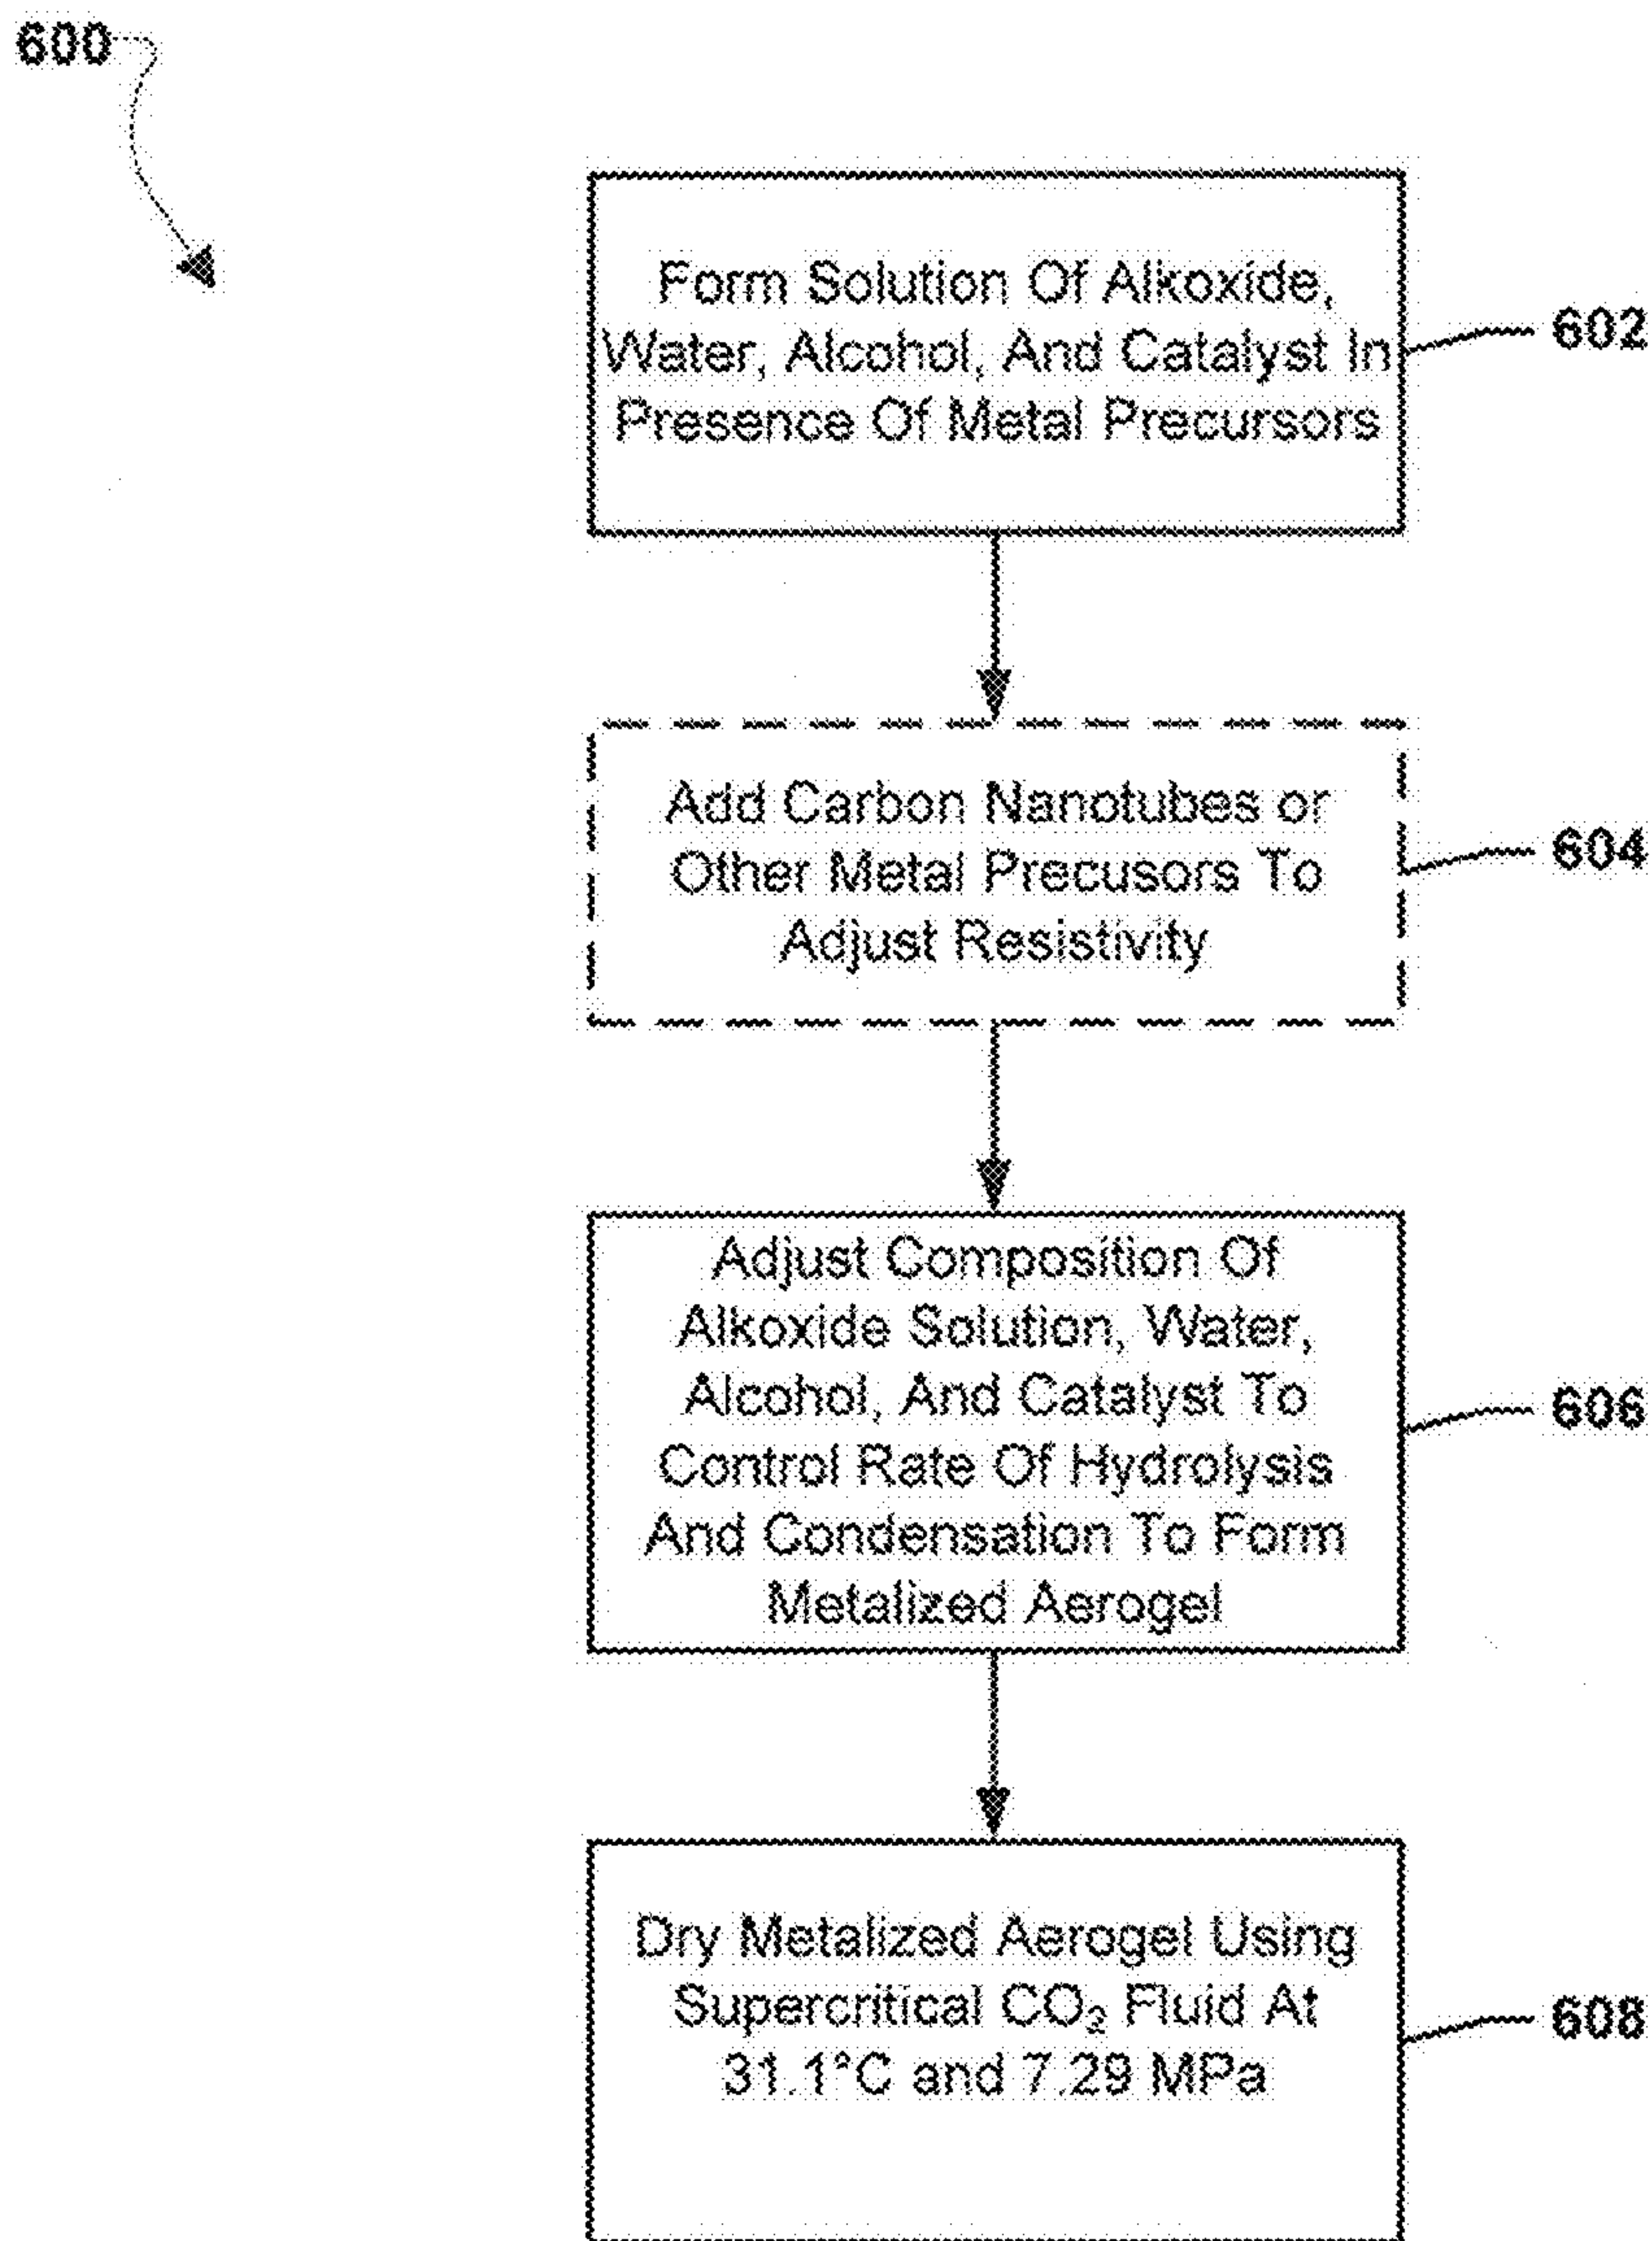 600
Form Solution Of Alkoxide,
Water, Alcohol, And Catalyst In
Presence Of Metal Precursors
602
Add Carbon Nanotubes or
Other Metal Precusors To
Adjust Resistivity
604
Adjust Composition Of
Alkoxide Solution, Water,
Alcohol, And Catalyst To
Control Rate Of Hydrolysis
And Condensation To Form
Metalized Aerogel
606
Dry Metalized Aerogel Using
Supercritical CO₂ Fluid At
31.1°C and 7.29 MPa
608